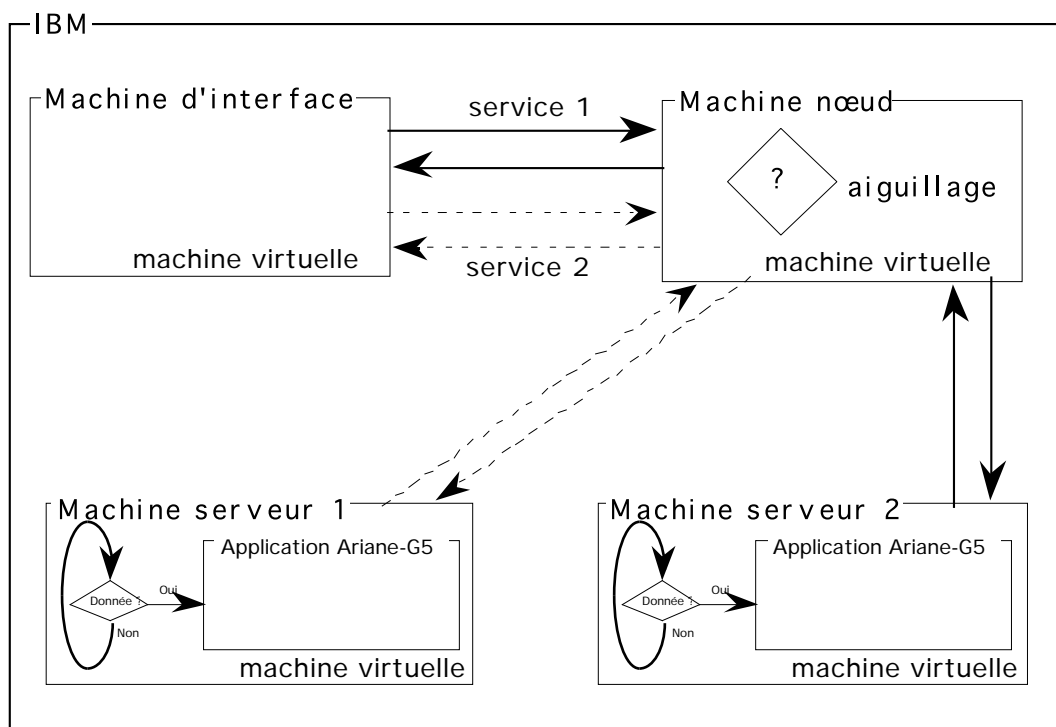 IBM
Machine d'interface
service 1
Machine nœud
?
aiguillage
machine virtuelle
service 2
machine virtuelle
Machine serveur 1
Application Ariane-G5
Donnée ?
Oui
Non
machine virtuelle
Machine serveur 2
Application Ariane-G5
Donnée ?
Oui
Non
machine virtuelle